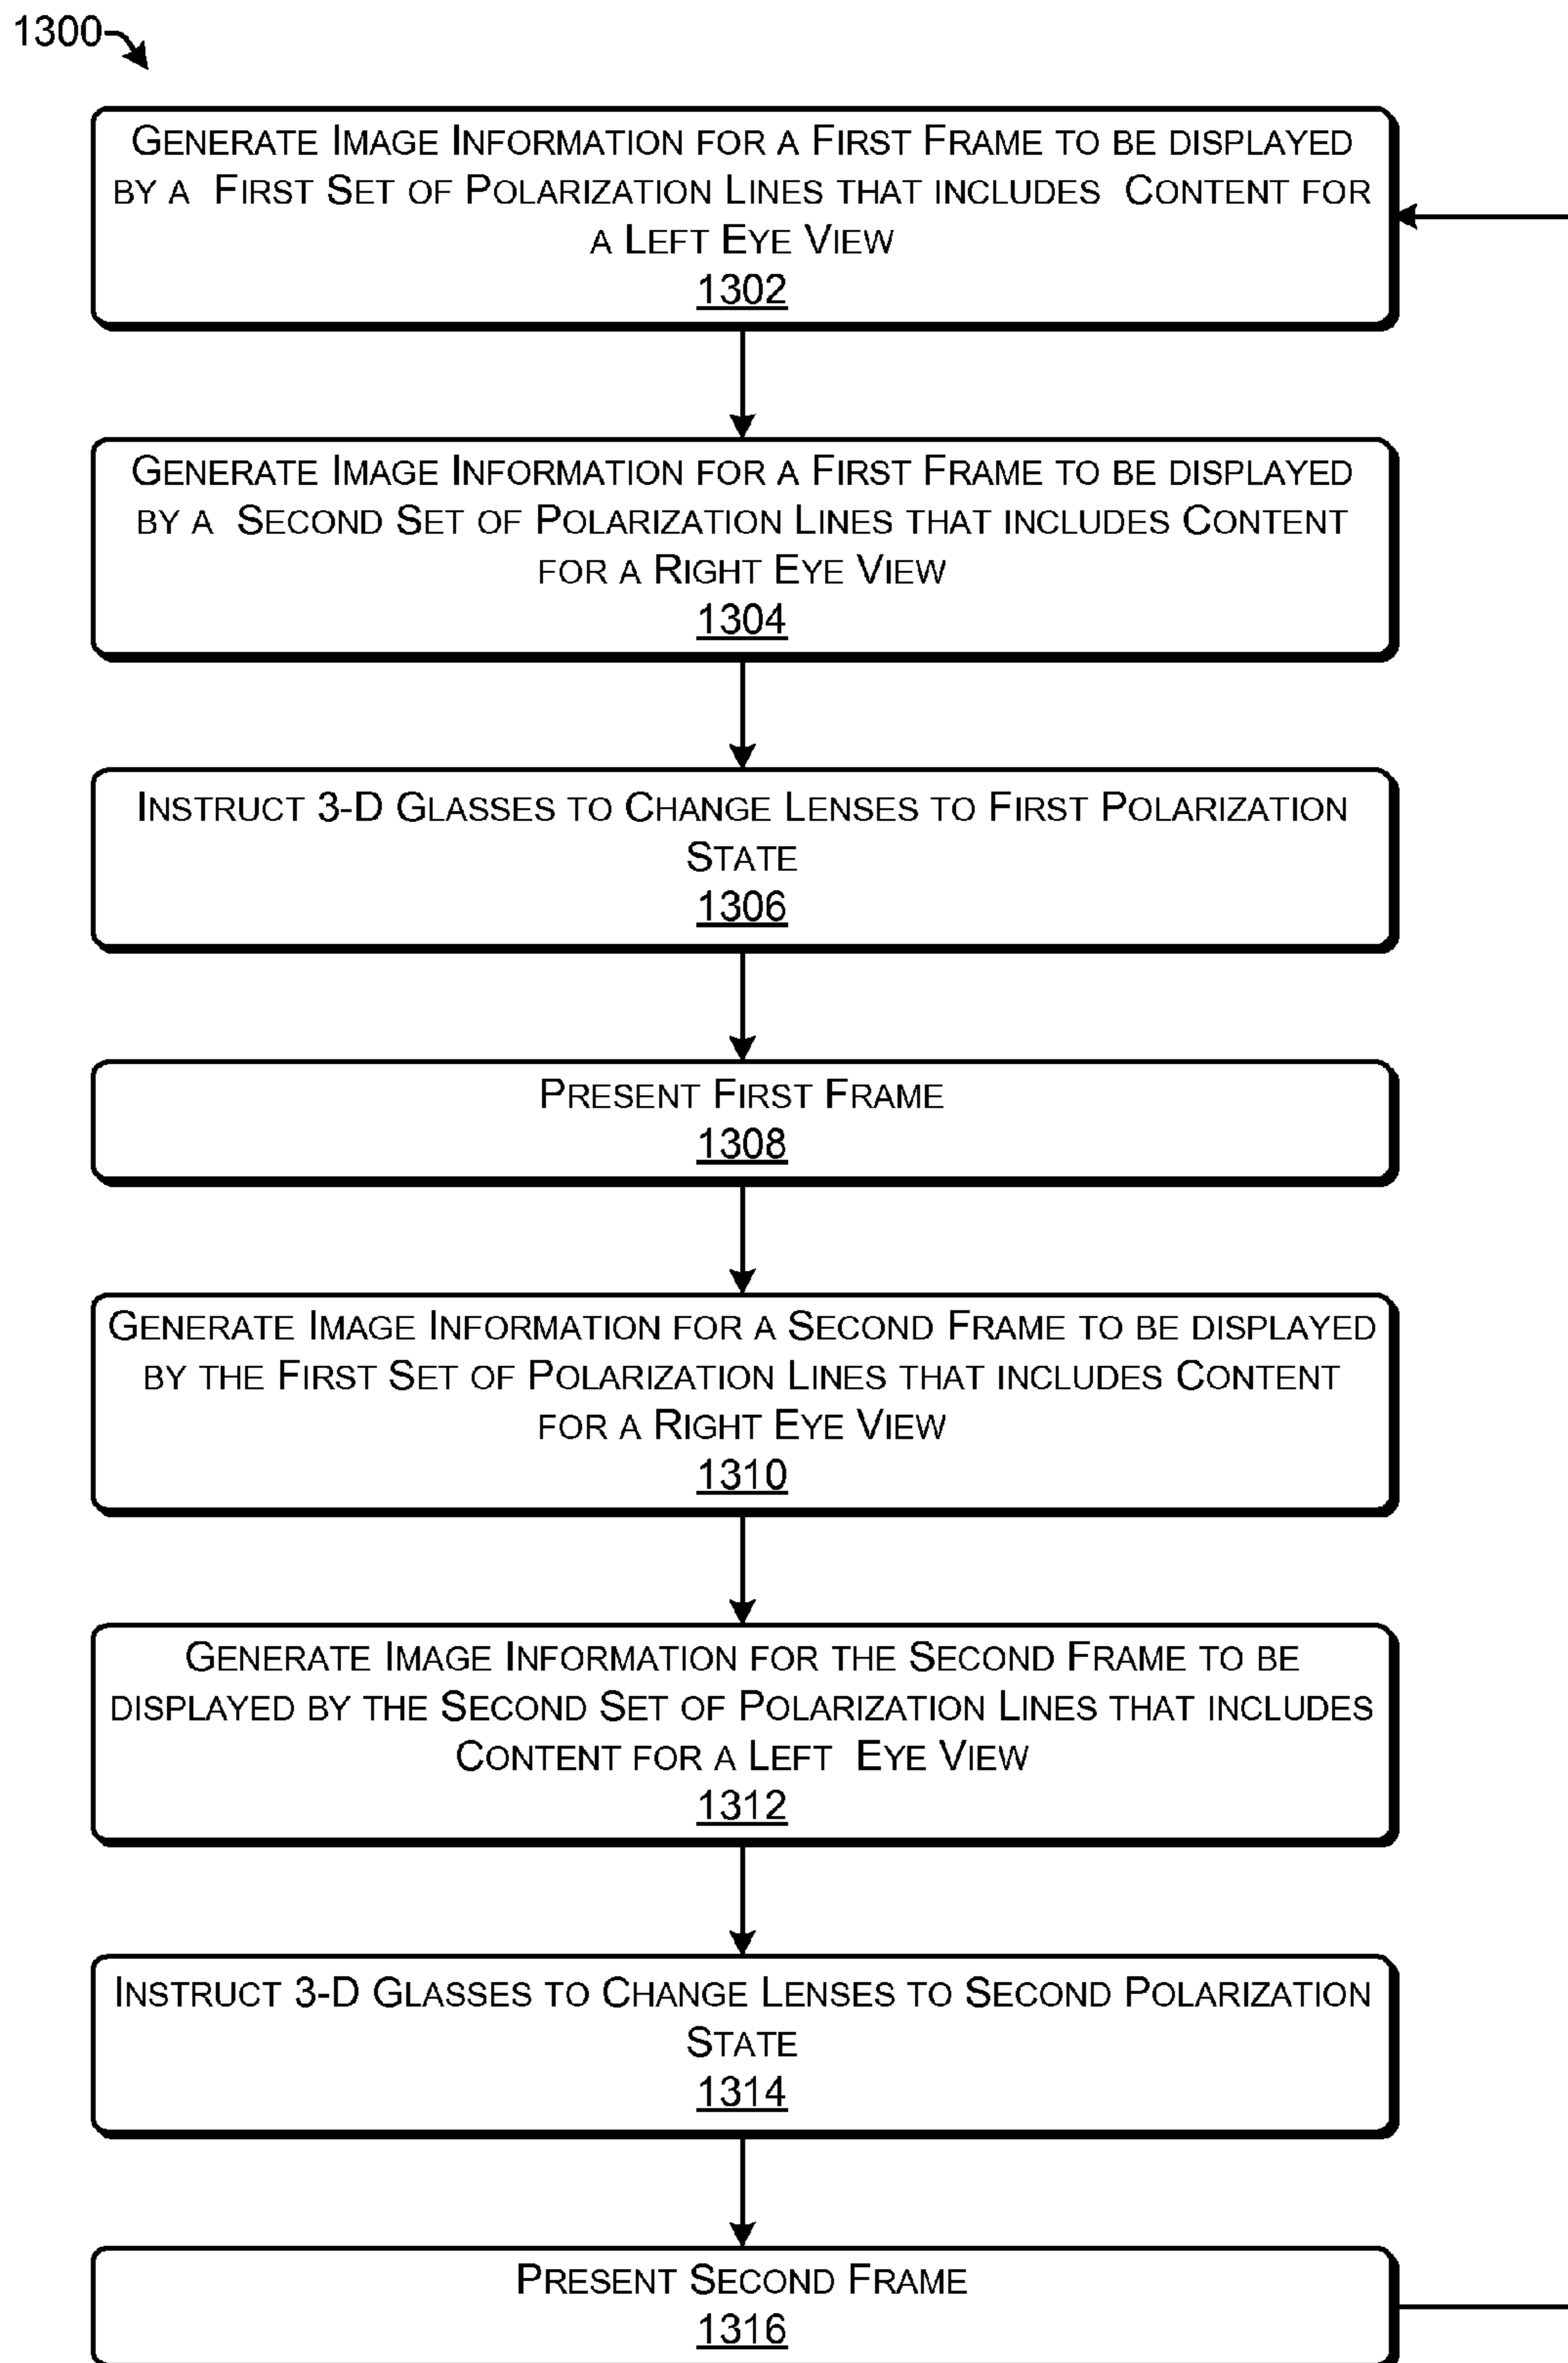 1300
GENERATE IMAGE INFORMATION FOR A FIRST FRAME TO BE DISPLAYED
BY A FIRST SET OF POLARIZATION LINES THAT INCLUDES CONTENT FOR
A LEFT EYE VIEW
1302
GENERATE IMAGE INFORMATION FOR A FIRST FRAME TO BE DISPLAYED
BY A SECOND SET OF POLARIZATION LINES THAT INCLUDES CONTENT
FOR A RIGHT EYE VIEW
1304
INSTRUCT 3-D GLASSES TO CHANGE LENSES TO FIRST POLARIZATION
STATE
1306
PRESENT FIRST FRAME
1308
GENERATE IMAGE INFORMATION FOR A SECOND FRAME TO BE DISPLAYED
BY THE FIRST SET OF POLARIZATION LINES THAT INCLUDES CONTENT
FOR A RIGHT EYE VIEW
1310
GENERATE IMAGE INFORMATION FOR THE SECOND FRAME TO BE
DISPLAYED BY THE SECOND SET OF POLARIZATION LINES THAT INCLUDES
CONTENT FOR A LEFT EYE VIEW
1312
INSTRUCT 3-D GLASSES TO CHANGE LENSES TO SECOND POLARIZATION
STATE
1314
PRESENT SECOND FRAME
1316